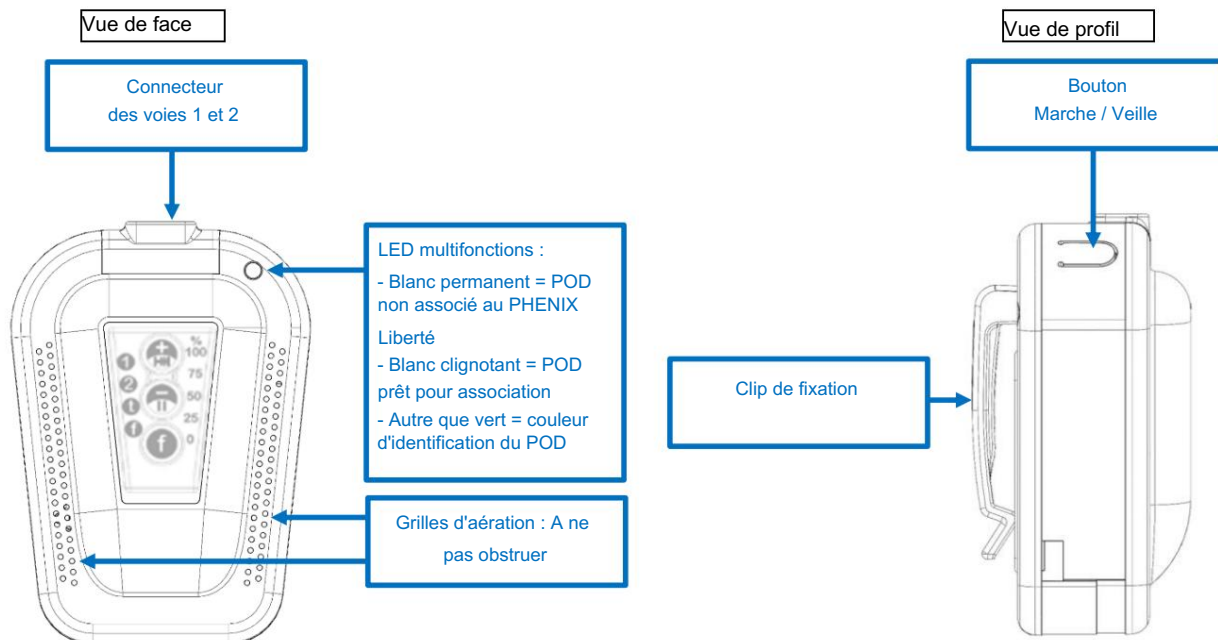 Vue de face
Vue de profil
Connecteur
des voies 1 et 2
Bouton
Marche / Veille
LED multifonctions :
- Blanc permanent = POD
non associé au PHENIX
Liberté
- Blanc clignotant = POD
prêt pour association
- Autre que vert = couleur
d'identification du POD
%
100
75
50
25
0
1
2
t
f
+
−
f
Clip de fixation
Grilles d'aération : A ne
pas obstruer